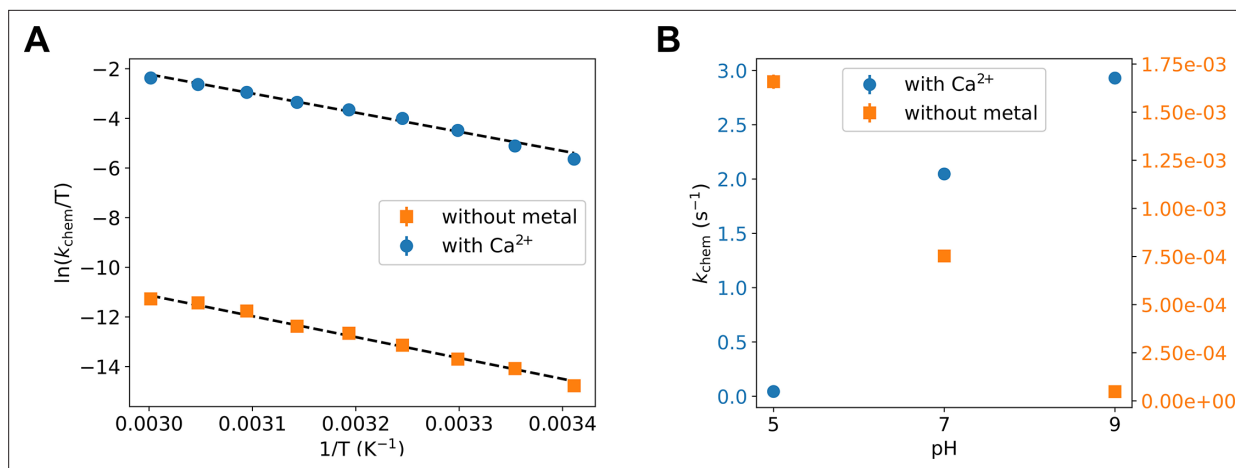 A
B
ln(k_chem/T)
−2
−4
−6
−8
−10
−12
−14
without metal
with Ca²⁺
0.0030
0.0031
0.0032
0.0033
0.0034
1/T (K⁻¹)
k_chem (s⁻¹)
3.0
2.5
2.0
1.5
1.0
0.5
0.0
with Ca²⁺
without metal
1.75e-03
1.50e-03
1.25e-03
1.00e-03
7.50e-04
5.00e-04
2.50e-04
0.00e+00
5
7
9
pH